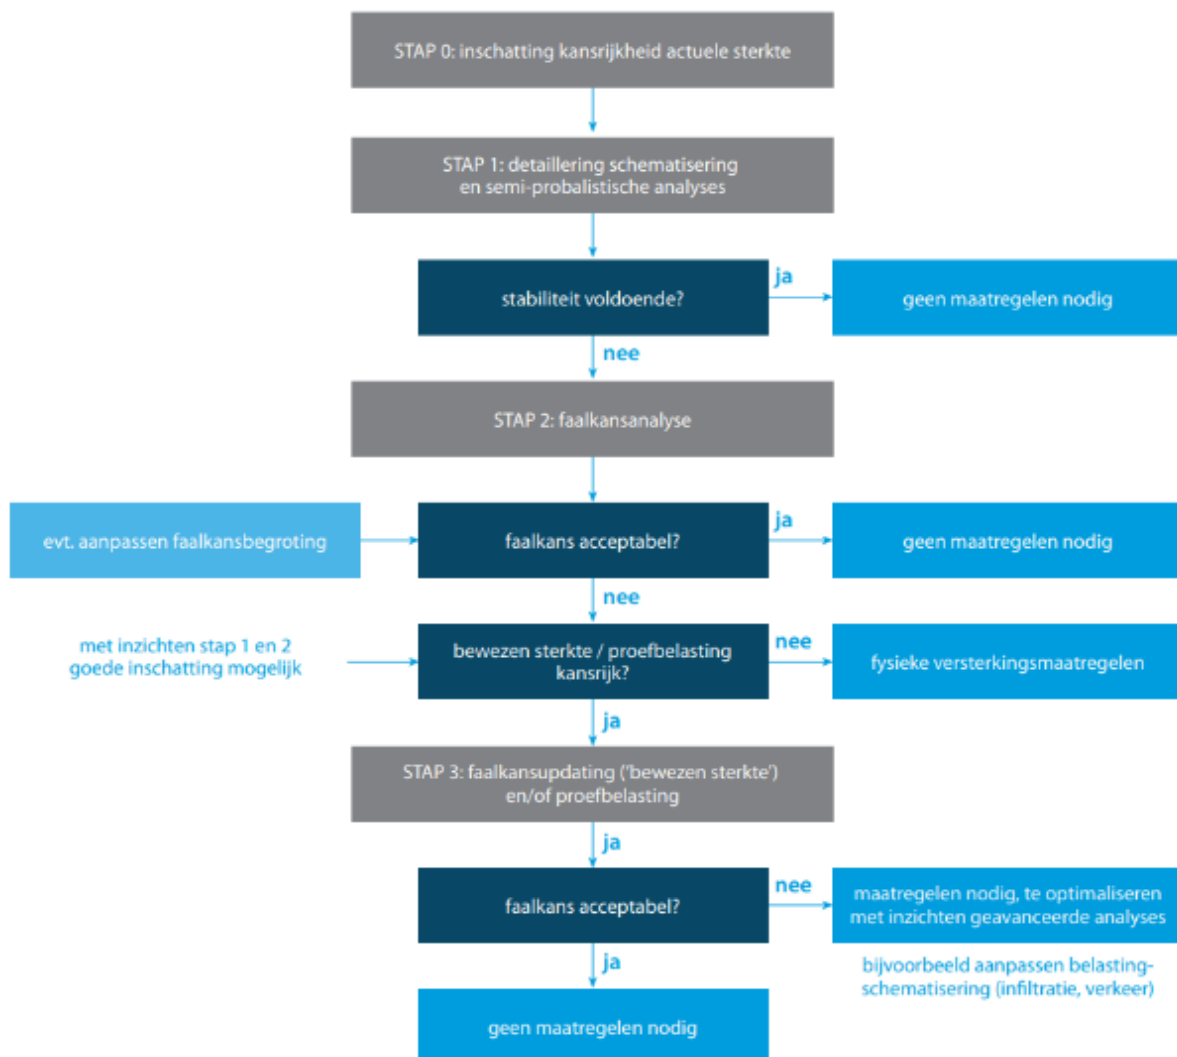 STAP 0: inschatting kansrijkheid actuele sterkte
STAP 1: detaillering schematisering
en semi-probalistische analyses
stabiliteit voldoende?
ja
geen maatregelen nodig
nee
STAP 2: faalkansanalyse
evt. aanpassen faalkansbegroting
faalkans acceptabel?
ja
geen maatregelen nodig
nee
met inzichten stap 1 en 2
goede inschatting mogelijk
bewezen sterkte / proefbelasting
kansrijk?
nee
fysieke versterkingsmaatregelen
ja
STAP 3: faalkansupdating (‘bewezen sterkte’)
en/of proefbelasting
ja
faalkans acceptabel?
nee
maatregelen nodig, te optimaliseren
met inzichten geavanceerde analyses
ja
bijvoorbeeld aanpassen belasting-
schematisering (infiltratie, verkeer)
geen maatregelen nodig